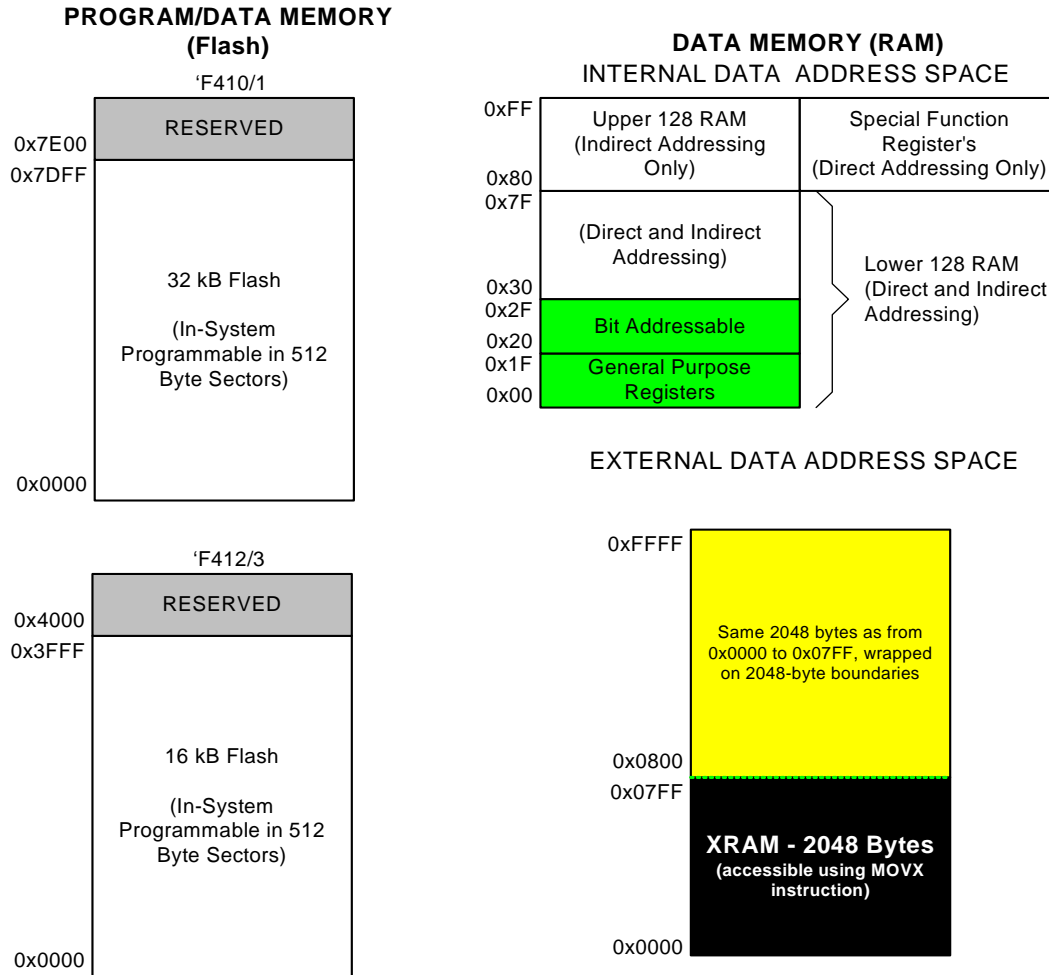 PROGRAM/DATA MEMORY
(Flash)
‘F410/1
RESERVED
0x7E00
0x7DFF
32 kB Flash
(In-System
Programmable in 512
Byte Sectors)
0x0000
‘F412/3
RESERVED
0x4000
0x3FFF
16 kB Flash
(In-System
Programmable in 512
Byte Sectors)
0x0000
DATA MEMORY (RAM)
INTERNAL DATA ADDRESS SPACE
0xFF
Upper 128 RAM
(Indirect Addressing
Only)
0x80
Special Function
Register's
(Direct Addressing Only)
0x7F
(Direct and Indirect
Addressing)
0x30
Lower 128 RAM
(Direct and Indirect
Addressing)
0x2F
Bit Addressable
0x20
0x1F
General Purpose
Registers
0x00
EXTERNAL DATA ADDRESS SPACE
0xFFFF
Same 2048 bytes as from
0x0000 to 0x07FF, wrapped
on 2048-byte boundaries
0x0800
0x07FF
XRAM - 2048 Bytes
(accessible using MOVX
instruction)
0x0000